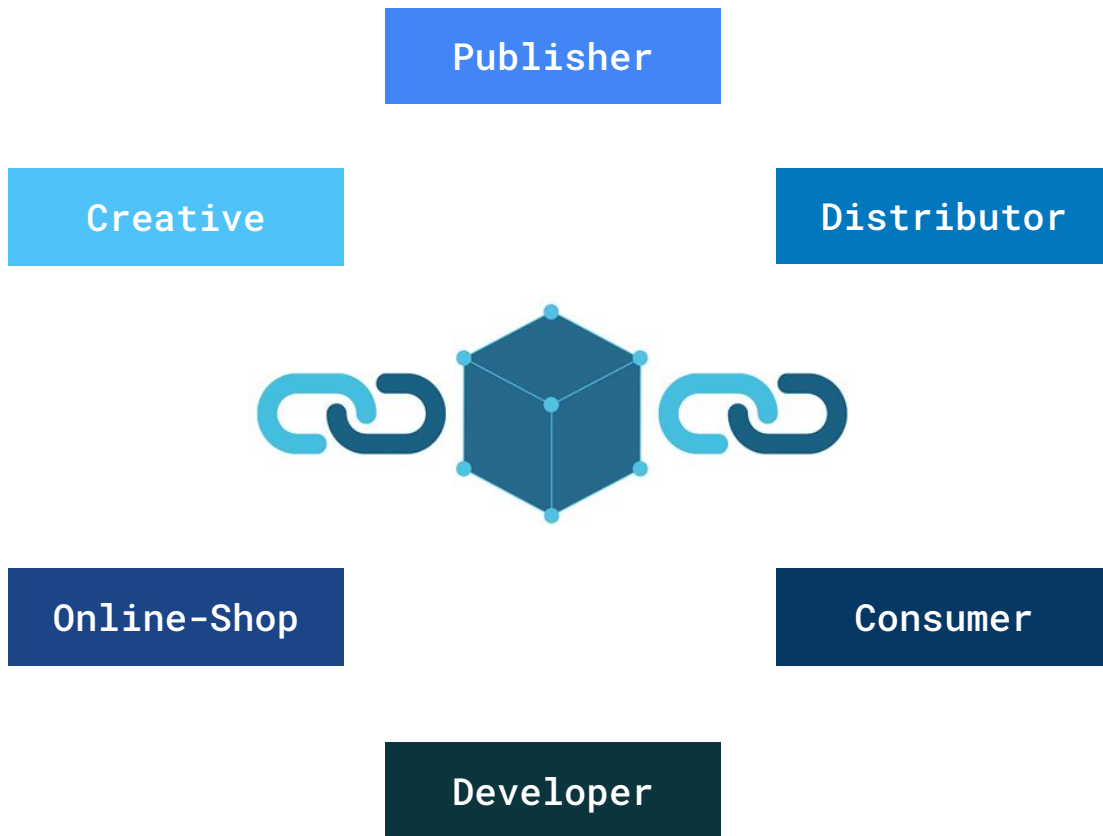 Publisher
Creative
Distributor
Online-Shop
Consumer
Developer